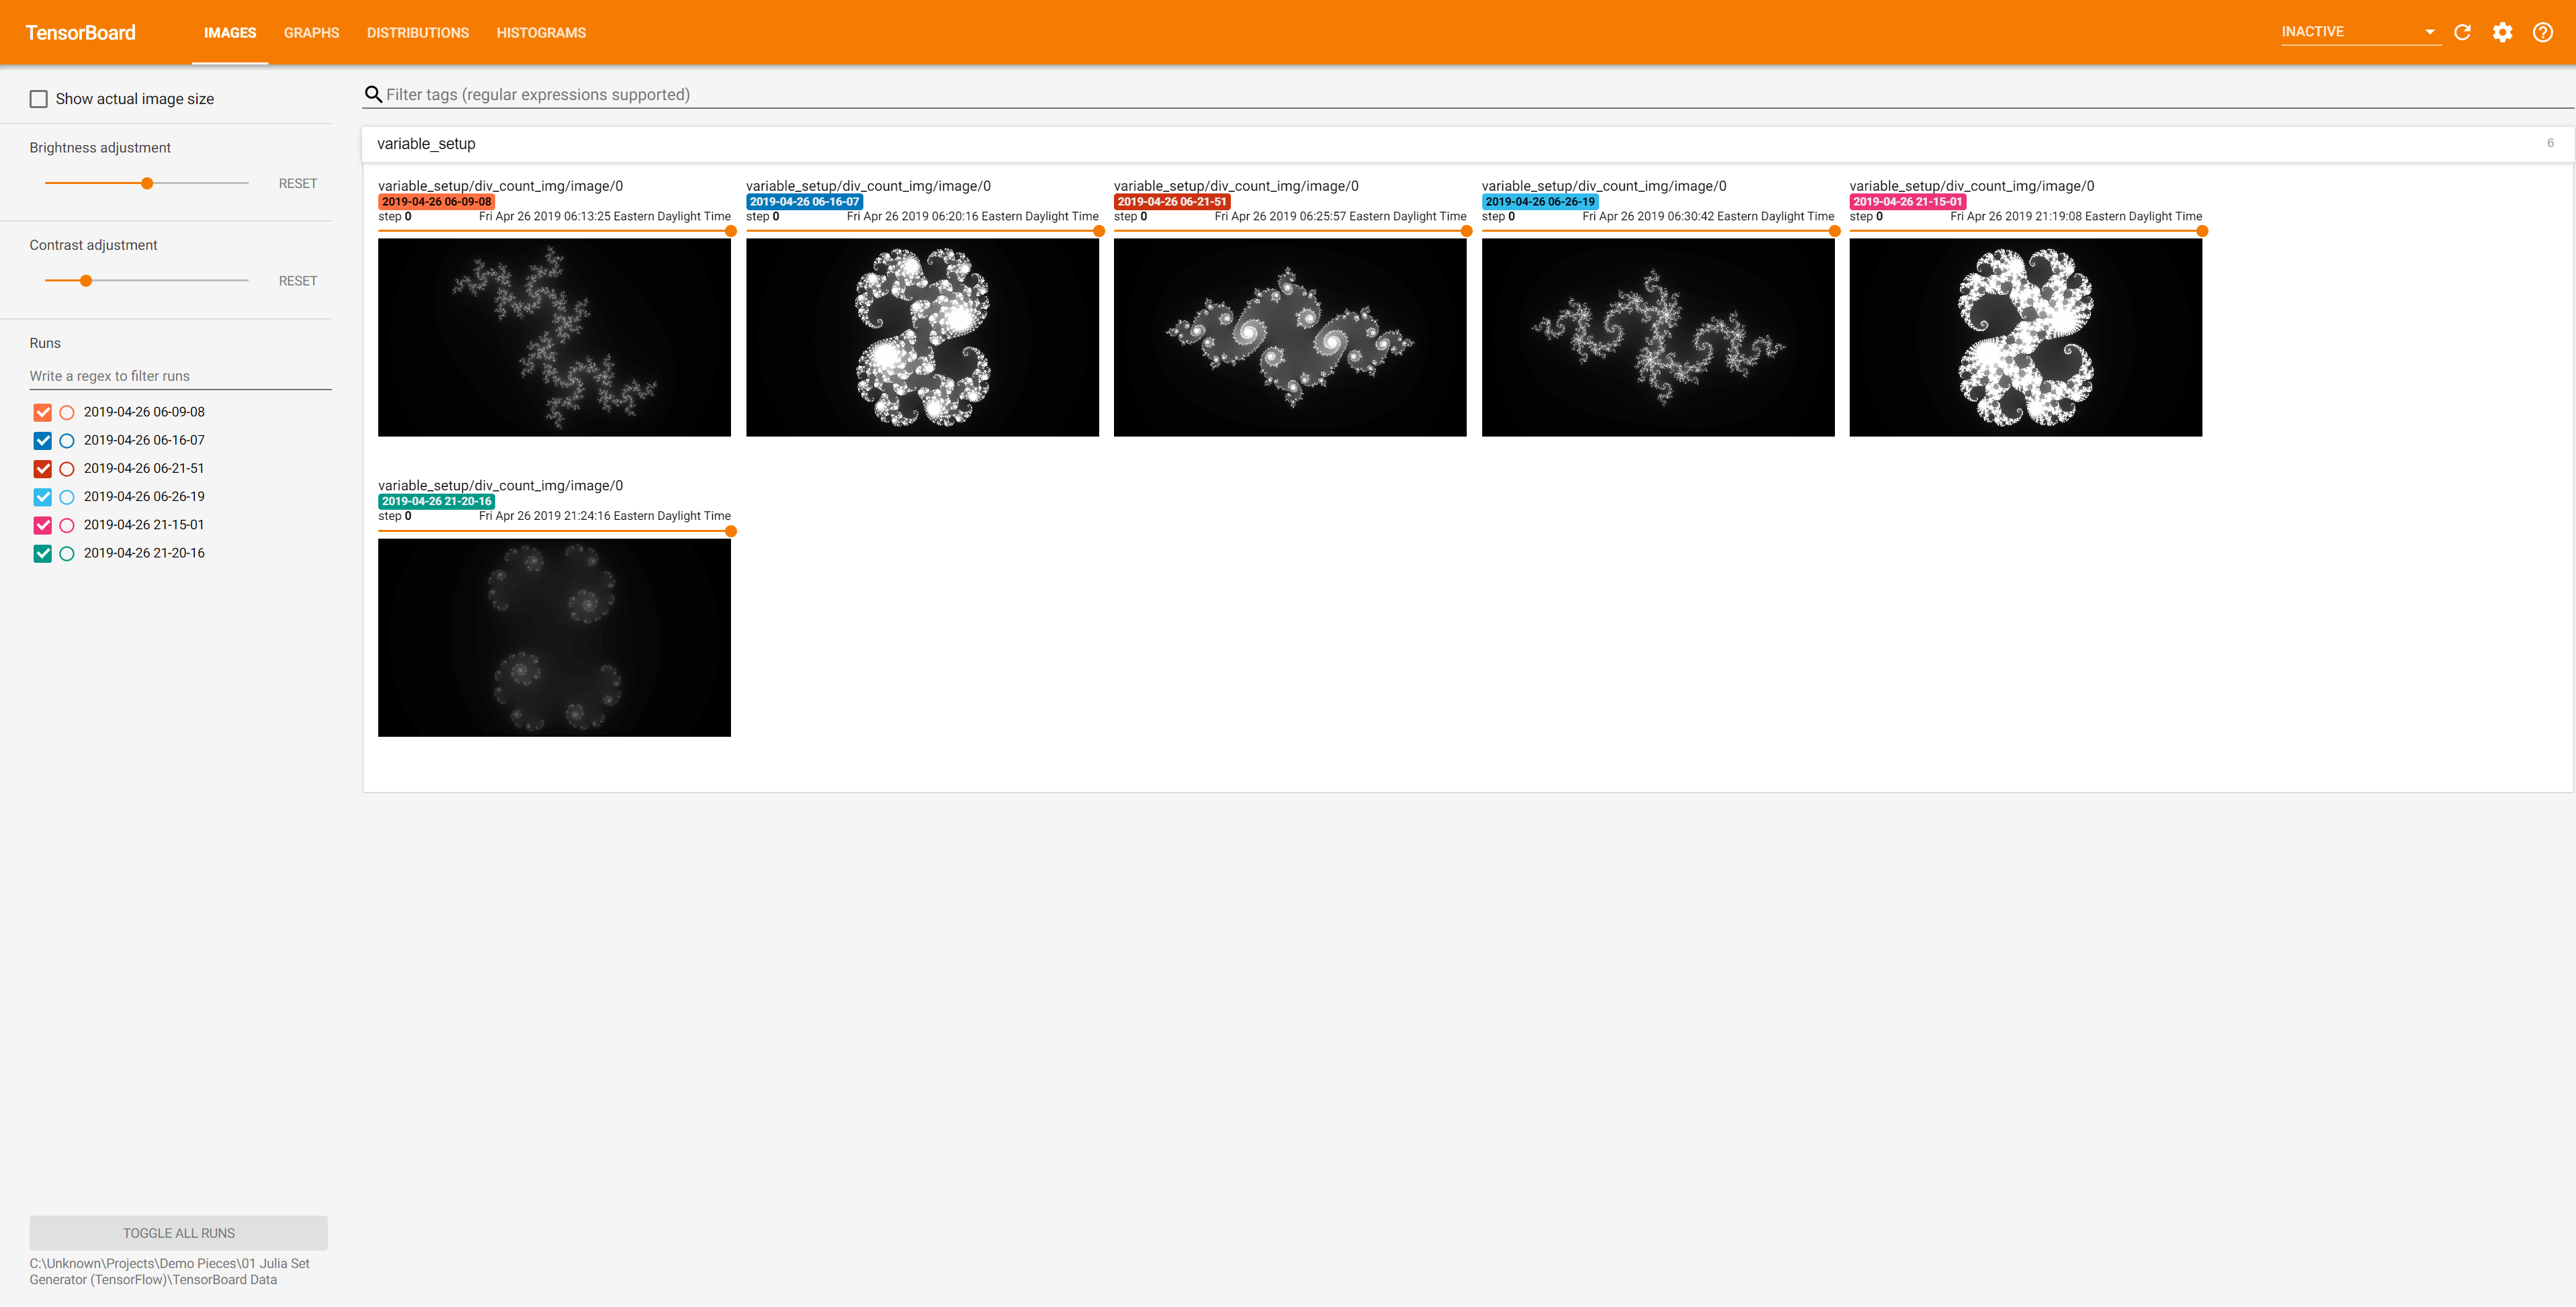 TensorBoard
IMAGES GRAPHS DISTRIBUTIONS HISTOGRAMS
INACTIVE
Show actual image size
Brightness adjustment
RESET
Contrast adjustment
RESET
Runs
Write a regex to filter runs
2019-04-26 06-09-08
2019-04-26 06-16-07
2019-04-26 06-21-51
2019-04-26 06-26-19
2019-04-26 21-15-01
2019-04-26 21-20-16
TOGGLE ALL RUNS
C:\Unknown\Projects\Demo Pieces\01 Julia Set
Generator (TensorFlow)\TensorBoard Data
Filter tags (regular expressions supported)
variable_setup 6
variable_setup/div_count_img/image/0
2019-04-26 06-09-08
step 0 Fri Apr 26 2019 06:13:25 Eastern Daylight Time
variable_setup/div_count_img/image/0
2019-04-26 06-16-07
step 0 Fri Apr 26 2019 06:20:16 Eastern Daylight Time
variable_setup/div_count_img/image/0
2019-04-26 06-21-51
step 0 Fri Apr 26 2019 06:25:57 Eastern Daylight Time
variable_setup/div_count_img/image/0
2019-04-26 06-26-19
step 0 Fri Apr 26 2019 06:30:42 Eastern Daylight Time
variable_setup/div_count_img/image/0
2019-04-26 21-15-01
step 0 Fri Apr 26 2019 21:19:08 Eastern Daylight Time
variable_setup/div_count_img/image/0
2019-04-26 21-20-16
step 0 Fri Apr 26 2019 21:24:16 Eastern Daylight Time